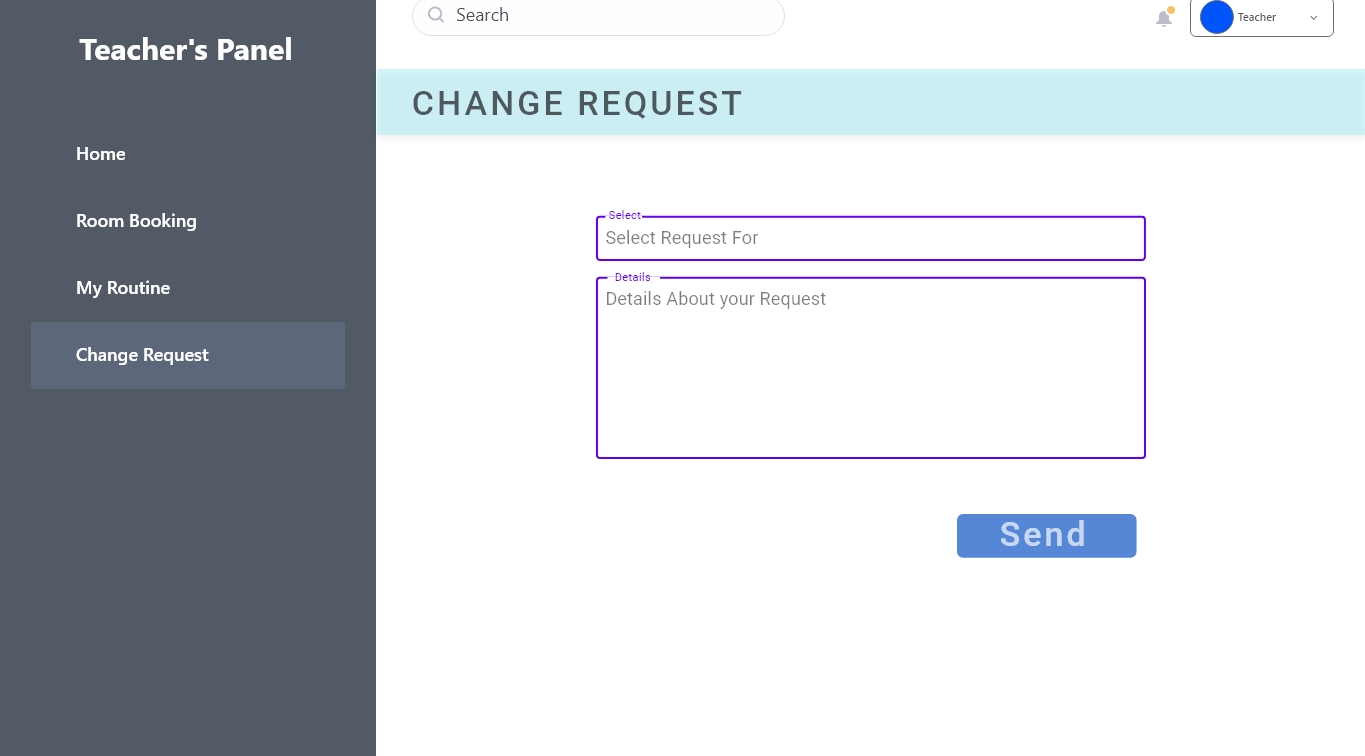 Teacher's Panel
Home
Room Booking
My Routine
Change Request
Search
Teacher
CHANGE REQUEST
Select
Select Request For
Details
Details About your Request
Send